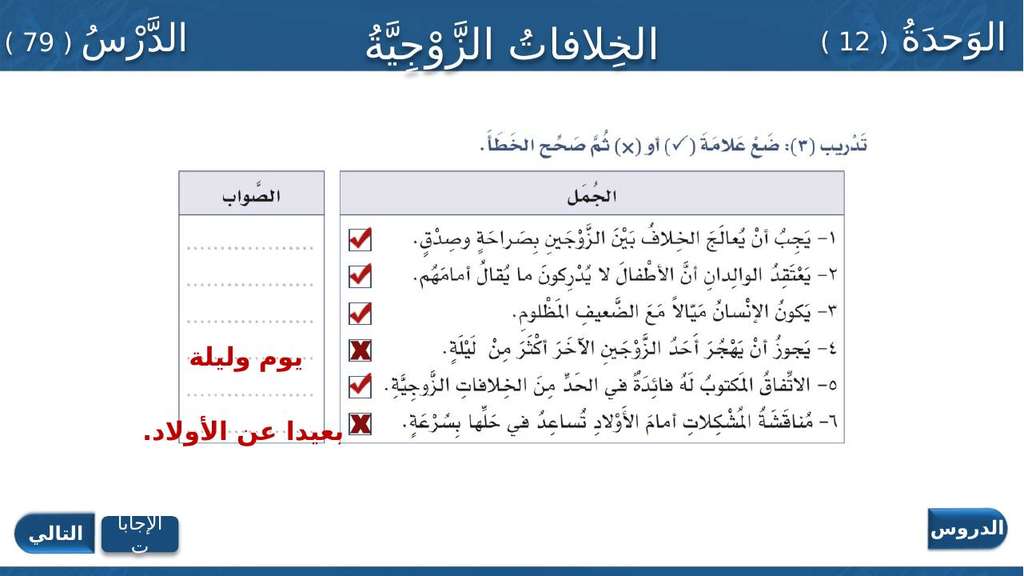 الوَحدَةُ ( 12 )
الخِلافاتُ الزَّوْجِيَّةُ
الدَّرْسُ ( 79 )
تَدْريب (٣): ضَعْ عَلامَةَ (✓) أو (×) ثُمَّ صَحِّح الخَطَأَ.
الجُمَل
الصَّواب
١- يَجِبُ أنْ يُعالَجَ الخِلافُ بَيْنَ الزَّوْجَينِ بِصَراحَةٍ وصِدْقٍ.
٢- يَعْتَقِدُ الوالِدانِ أنَّ الأطْفالَ لا يُدْرِكونَ ما يُقالُ أمامَهُم.
٣- يَكونُ الإنْسانُ مَيّالاً مَعَ الضَّعيفِ المَظْلومِ.
٤- يَجوزُ أنْ يَهْجُرَ أَحَدُ الزَّوْجَينِ الآخَرَ أكْثَرَ مِنْ لَيْلَةٍ.
يوم وليلة
٥- الاتِّفاقُ المَكتوبُ لَهُ فائِدَةٌ في الحَدِّ مِنَ الخِلافاتِ الزَّوجِيَّةِ.
٦- مُناقَشَةُ المُشْكِلاتِ أمامَ الأَوْلادِ تُساعِدُ في حَلِّها بِسُرْعَةٍ.
بعيدا عن الأولاد.
الدروس
الإجابا
ت
التالي